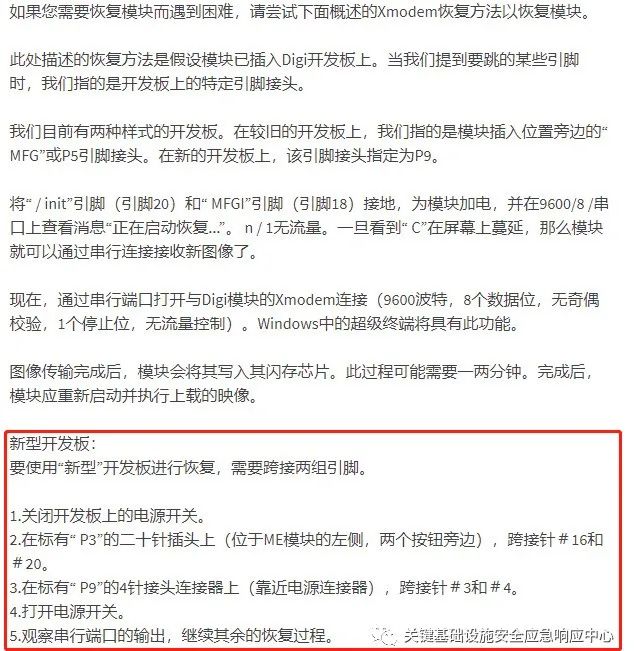 如果您需要恢复模块而遇到困难，请尝试下面概述的Xmodem恢复方法以恢复模块。
此处描述的恢复方法是假设模块已插入Digi开发板上。当我们提到要跳的某些引脚
时，我们指的是开发板上的特定引脚接头。
我们目前有两种样式的开发板。在较旧的开发板上，我们指的是模块插入位置旁边的“
MFG”或P5引脚接头。在新的开发板上，该引脚接头指定为P9。
将“ / init”引脚（引脚20）和“ MFGI”引脚（引脚18）接地，为模块加电，并在9600/8 /串
口上查看消息“正在启动恢复...”。 n / 1无流量。一旦看到“ C”在屏幕上蔓延，那么模块
就可以通过串行连接接收新图像了。
现在，通过串行端口打开与Digi模块的Xmodem连接（9600波特，8个数据位，无奇偶
校验，1个停止位，无流量控制）。Windows中的超级终端将具有此功能。
图像传输完成后，模块会将其写入其闪存芯片。此过程可能需要一两分钟。完成后，
模块应重新启动并执行上载的映像。
新型开发板：
要使用“新型”开发板进行恢复，需要跨接两组引脚。
1.关闭开发板上的电源开关。
2.在标有“ P3”的二十针插头上（位于ME模块的左侧，两个按钮旁边），跨接针＃16和
＃20。
3.在标有“ P9”的4针接头连接器上（靠近电源连接器），跨接针＃3和＃4。
4.打开电源开关。
5.观察串行端口的输出，继续其余的恢复过程。
关键基础设施安全应急响应中心